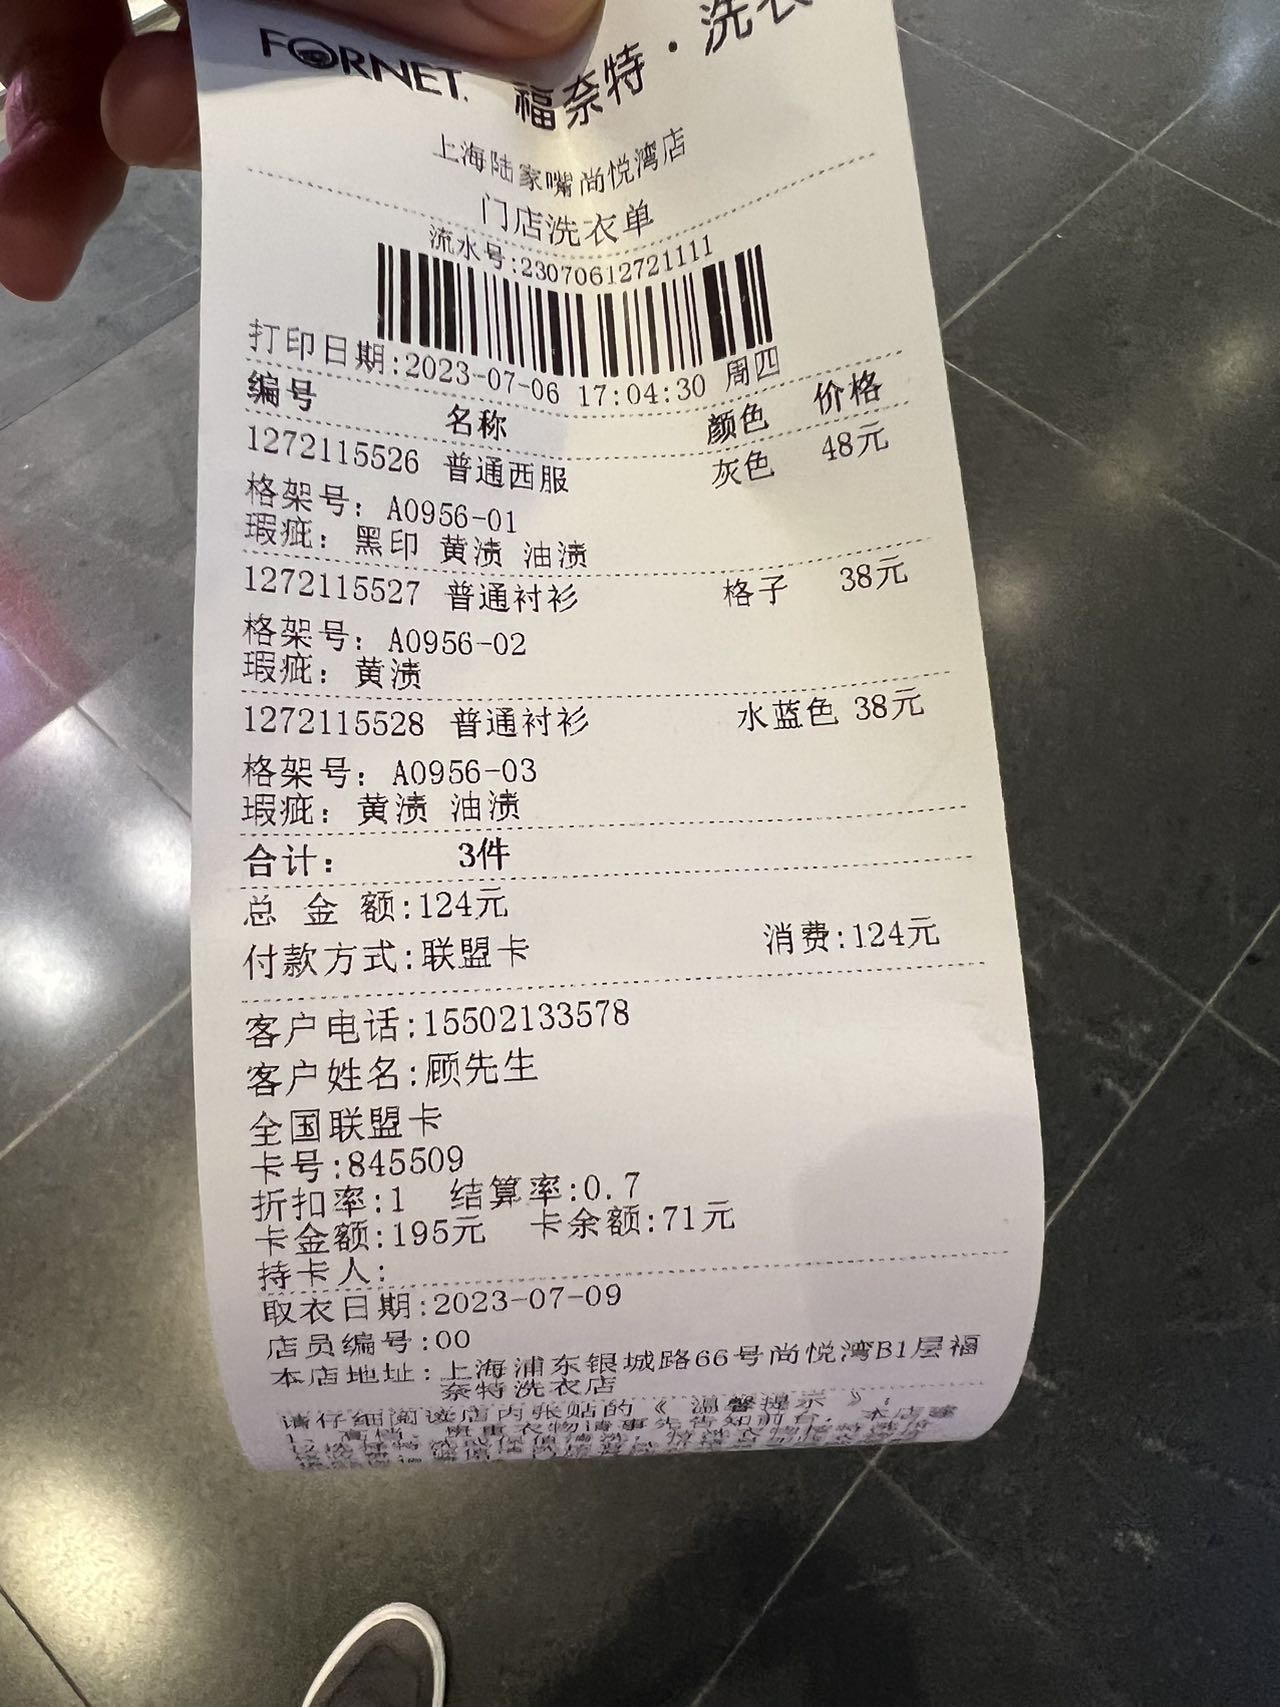 FORNET. 福奈特·洗衣
上海陆家嘴尚悦湾店
门店洗衣单
流水号:23070612721111
打印日期:2023-07-06 17:04:30 周四
编号 名称 颜色 价格
1272115526 普通西服 灰色 48元
格架号: A0956-01
瑕疵: 黑印 黄渍 油渍
1272115527 普通衬衫 格子 38元
格架号: A0956-02
瑕疵: 黄渍
1272115528 普通衬衫 水蓝色 38元
格架号: A0956-03
瑕疵: 黄渍 油渍
合计: 3件
总 金 额:124元
付款方式:联盟卡 消费:124元
客户电话:15502133578
客户姓名:顾先生
全国联盟卡
卡号:845509
折扣率:1 结算率:0.7
卡金额:195元 卡余额:71元
持卡人:
取衣日期:2023-07-09
店员编号:00
本店地址:上海浦东银城路66号尚悦湾B1层福
奈特洗衣店
请仔细阅读店内张贴的《 温馨提示 》,